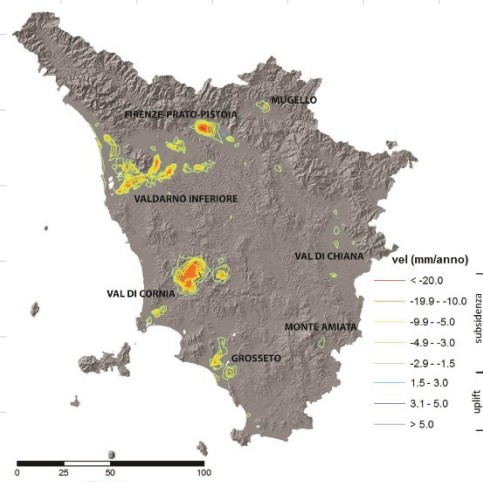 MUGELLO
FIRENZE-PRATO-PISTOIA
VALDARNO INFERIORE
VAL DI CHIANA
VAL DI CORNIA
MONTE AMIATA
GROSSETO
vel (mm/anno)
< -20.0
-19.9 - -10.0
-9.9 - -5.0
-4.9 - -3.0
-2.9 - -1.5
1.5 - 3.0
3.1 - 5.0
> 5.0
subsidenza
uplift
0 25 50 100